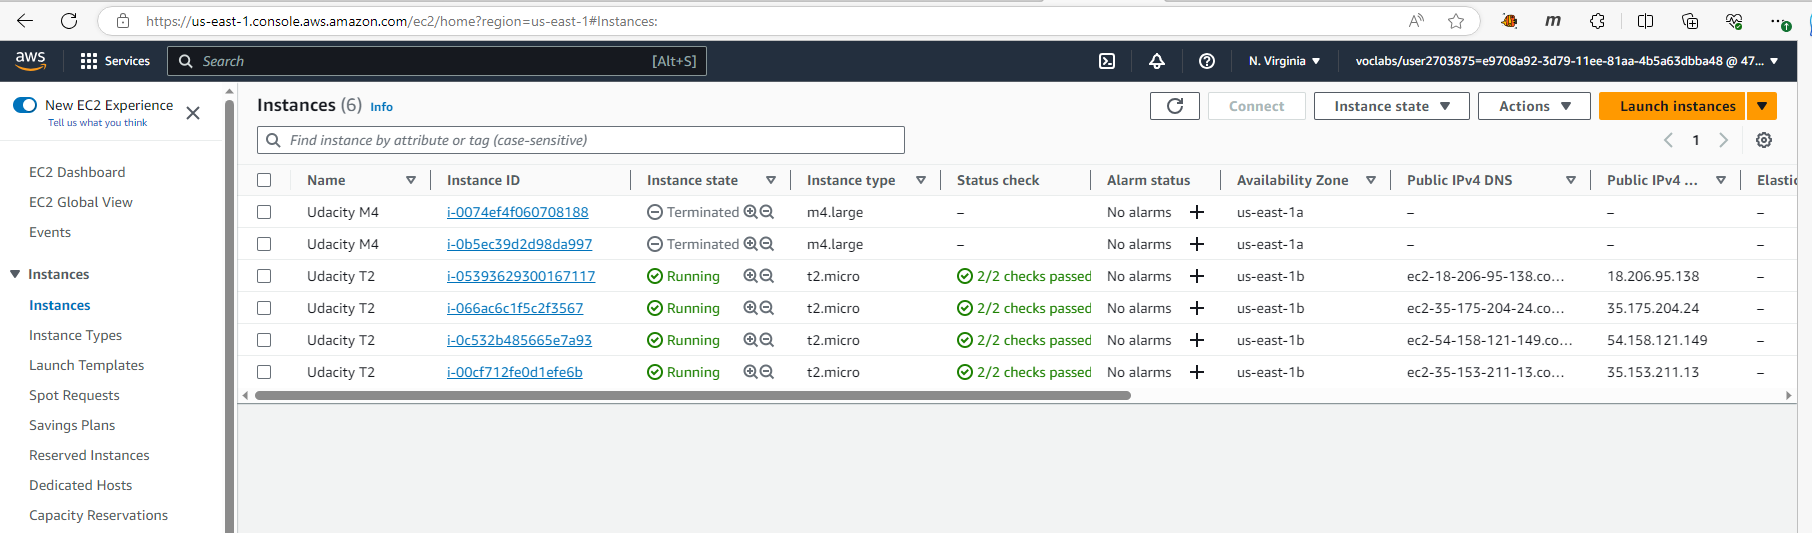 https://us-east-1.console.aws.amazon.com/ec2/home?region=us-east-1#Instances:
aws Services Search [Alt+S] N. Virginia voclabs/user2703875=e9708a92-3d79-11ee-81aa-4b5a63dbba48 @ 47...
New EC2 Experience
Tell us what you think
EC2 Dashboard
EC2 Global View
Events
Instances
Instances
Instance Types
Launch Templates
Spot Requests
Savings Plans
Reserved Instances
Dedicated Hosts
Capacity Reservations
Instances (6) Info
Connect Instance state Actions Launch instances
Find instance by attribute or tag (case-sensitive)
1
Name Instance ID Instance state Instance type Status check Alarm status Availability Zone Public IPv4 DNS Public IPv4 ... Elastic
Udacity M4 i-0074ef4f060708188 Terminated m4.large – No alarms + us-east-1a – – –
Udacity M4 i-0b5ec39d2d98da997 Terminated m4.large – No alarms + us-east-1a – – –
Udacity T2 i-05393629300167117 Running t2.micro 2/2 checks passed No alarms + us-east-1b ec2-18-206-95-138.co... 18.206.95.138 –
Udacity T2 i-066ac6c1f5c2f3567 Running t2.micro 2/2 checks passed No alarms + us-east-1b ec2-35-175-204-24.co... 35.175.204.24 –
Udacity T2 i-0c532b485665e7a93 Running t2.micro 2/2 checks passed No alarms + us-east-1b ec2-54-158-121-149.co... 54.158.121.149 –
Udacity T2 i-00cf712fe0d1efe6b Running t2.micro 2/2 checks passed No alarms + us-east-1b ec2-35-153-211-13.co... 35.153.211.13 –